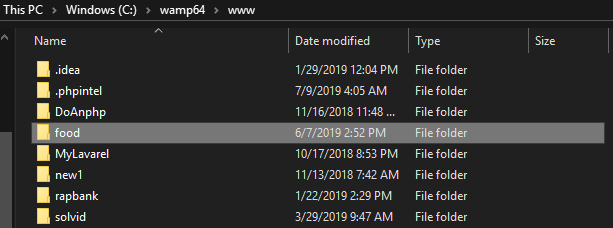 This PC > Windows (C:) > wamp64 > www
Name Date modified Type Size
.idea 1/29/2019 12:04 PM File folder
.phpintel 7/9/2019 4:05 AM File folder
DoAnphp 11/16/2018 11:48 ... File folder
food 6/7/2019 2:52 PM File folder
MyLavarel 10/17/2018 8:53 PM File folder
new1 11/13/2018 7:42 AM File folder
rapbank 1/22/2019 2:29 PM File folder
solvid 3/29/2019 9:47 AM File folder